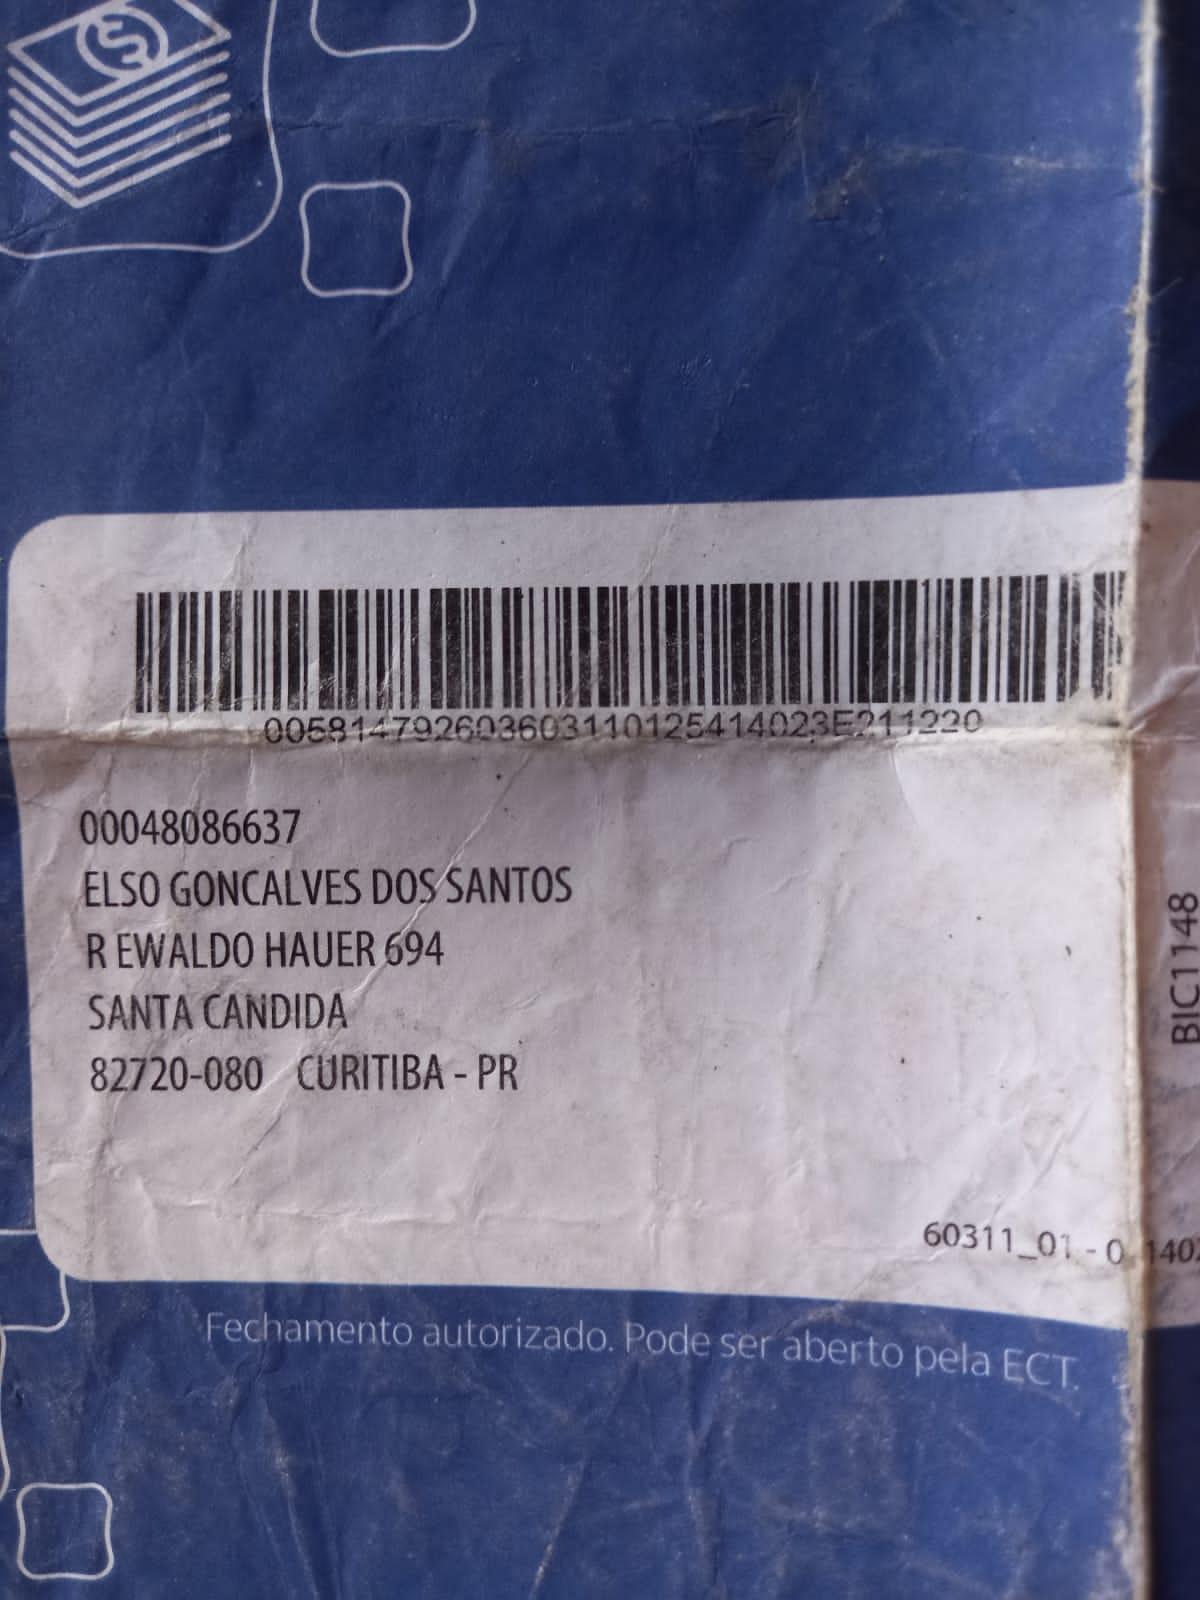 005814792603603110125414023E211220
00048086637
ELSO GONCALVES DOS SANTOS
R EWALDO HAUER 694
SANTA CANDIDA
82720-080 CURITIBA - PR
BIC1148
60311_01 - 0 1402
Fechamento autorizado. Pode ser aberto pela ECT.